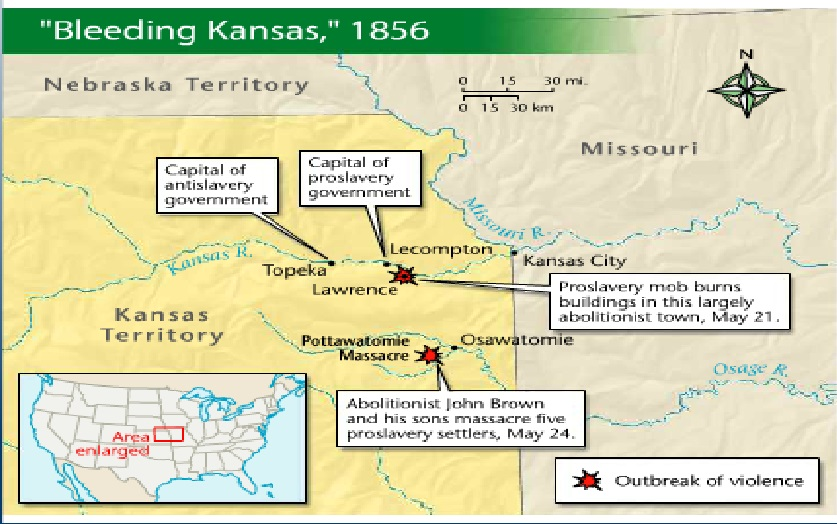 "Bleeding Kansas," 1856
Nebraska Territory
0 15 30 mi.
0 15 30 km
N
Missouri
Capital of
antislavery
government
Capital of
proslavery
government
Missouri R.
Kansas R.
Lecompton
Topeka
Kansas City
Lawrence
Proslavery mob burns
buildings in this largely
abolitionist town, May 21.
Kansas
Territory
Pottawatomie
Massacre
Osawatomie
Osage R.
Abolitionist John Brown
and his sons massacre five
proslavery settlers, May 24.
Area
enlarged
Outbreak of violence